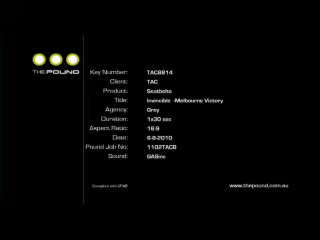 THE POUND
Key Number: TAC8814
Client: TAC
Product: Seatbelts
Title: Invincible -Melbourne Victory
Agency: Grey
Duration: 1x30 sec
Aspect Ratio: 16:9
Date: 6-8-2010
Pound Job No: 1102TACB
Sound: GASinc
www.thepound.com.au